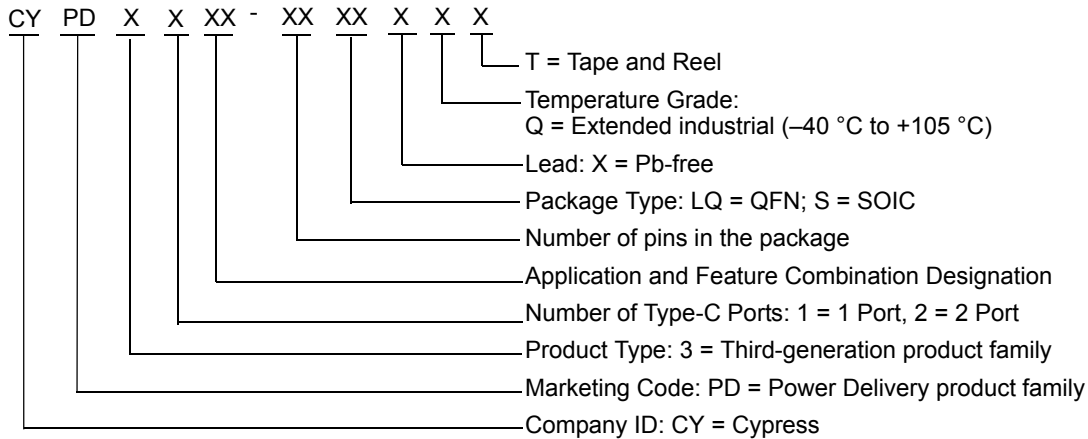 CY PD X X XX - XX XX X X X
T = Tape and Reel
Temperature Grade:
Q = Extended industrial (–40 °C to +105 °C)
Lead: X = Pb-free
Package Type: LQ = QFN; S = SOIC
Number of pins in the package
Application and Feature Combination Designation
Number of Type-C Ports: 1 = 1 Port, 2 = 2 Port
Product Type: 3 = Third-generation product family
Marketing Code: PD = Power Delivery product family
Company ID: CY = Cypress